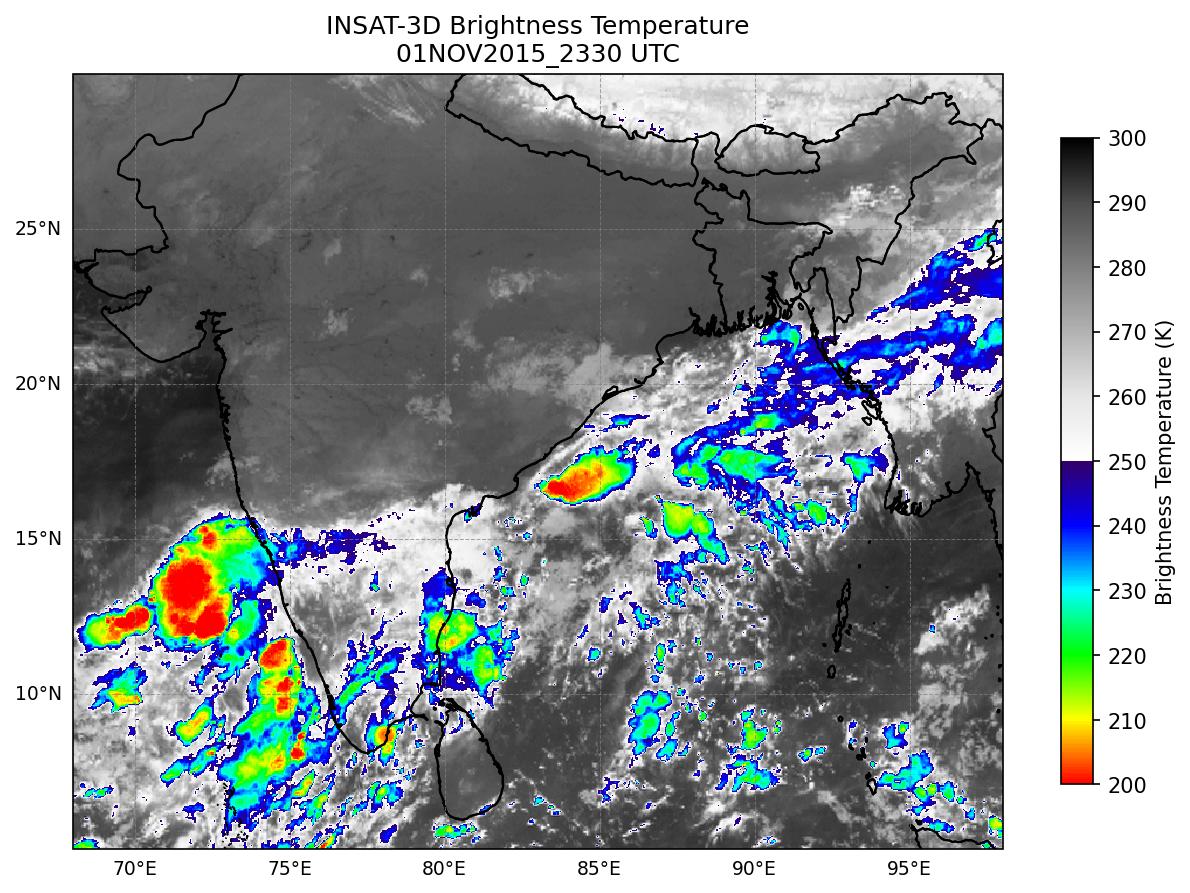 INSAT-3D Brightness Temperature
01NOV2015_2330 UTC
25°N
20°N
15°N
10°N
70°E
75°E
80°E
85°E
90°E
95°E
300
290
280
270
260
250
240
230
220
210
200
Brightness Temperature (K)